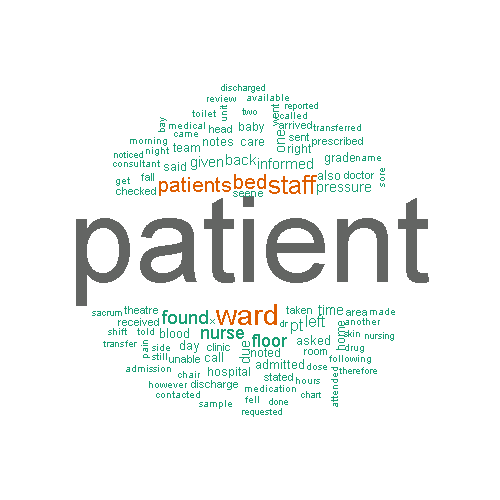 discharged
review available
toilet unit two went called reported
bay medical head baby one arrived transferred
morning came notes care sent prescribed
noticed night team right
consultant said given back informed grade name
get fall patients bed staff also doctor sore
checked seene pressure
patient
sacrum theatre found x ward taken time area made
received nurse dr pt left another
shift told blood floor home skin nursing
transfer pain side day clinic due noted asked drug
still unable call room following
admission chair hospital admitted dose therefore
however discharge stated hours
contacted medication chart attended
sample fell done
requested